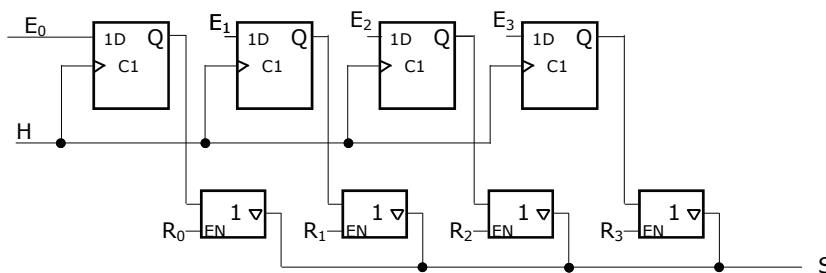 E₀ 1D Q E₁ 1D Q E₂ 1D Q E₃ 1D Q
C1 C1 C1 C1
H
1 ▽ 1 ▽ 1 ▽ 1 ▽
R₀ EN R₁ EN R₂ EN R₃ EN
S